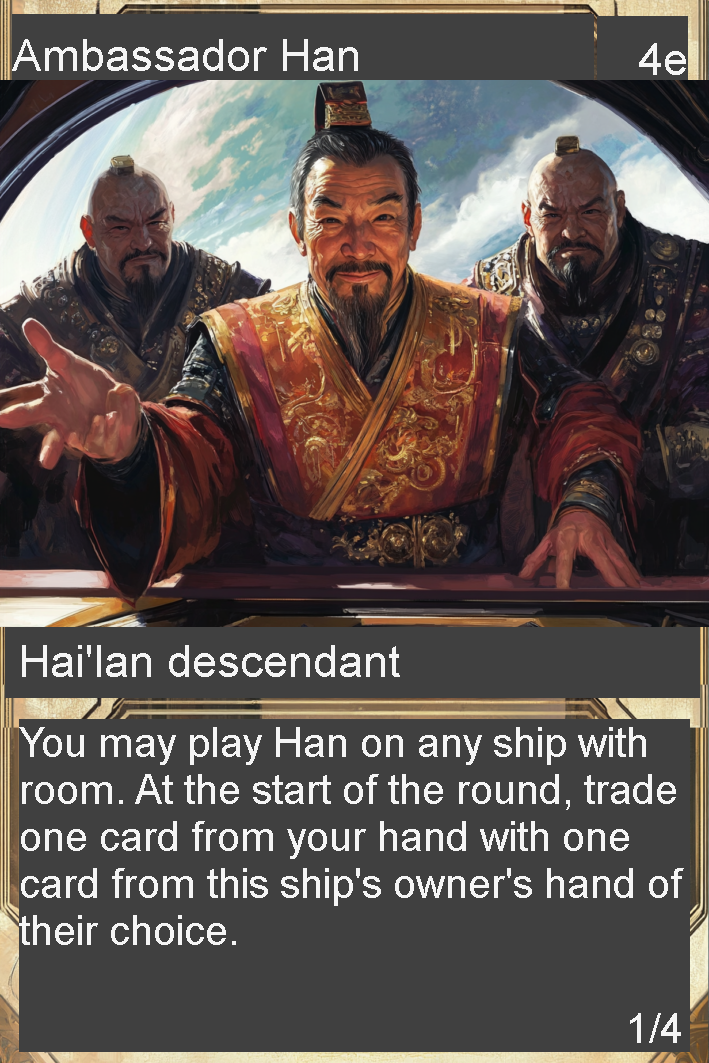 Ambassador Han
4e
Hai'lan descendant
You may play Han on any ship with
room. At the start of the round, trade
one card from your hand with one
card from this ship's owner's hand of
their choice.
1/4